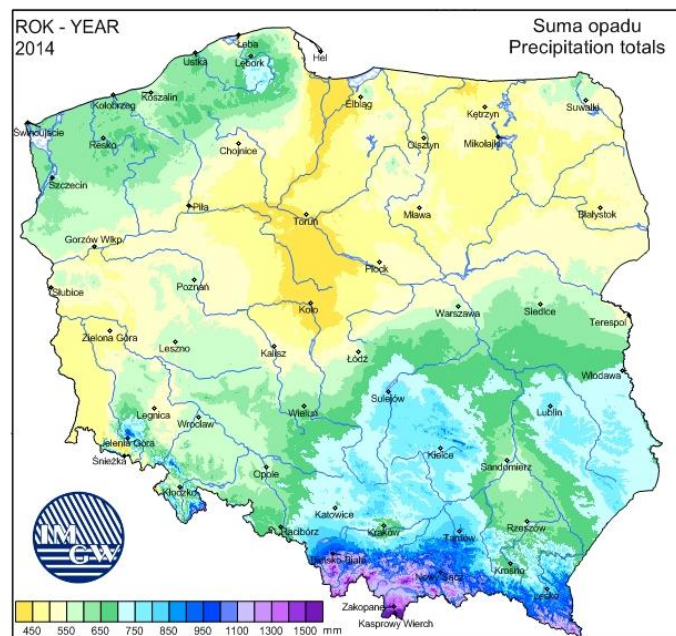 ROK - YEAR
2014
Suma opadu
Precipitation totals
Łeba
Hel
Ustka
Lębork
Koszalin
Kołobrzeg
Elbląg
Kętrzyn
Suwałki
Świnoujście
Resko
Chojnice
Olsztyn
Mikołajki
Szczecin
Piła
Toruń
Mława
Białystok
Gorzów Wlkp.
Płock
Słubice
Poznań
Koło
Warszawa
Siedlce
Terespol
Zielona Góra
Leszno
Kalisz
Łódź
Włodawa
Sulejów
Legnica
Wieluń
Lublin
Wrocław
Jelenia Góra
Kielce
Śnieżka
Opole
Sandomierz
Kłodzko
Katowice
Racibórz
Kraków
Tarnów
Rzeszów
Bielsko-Biała
Nowy Sącz
Krosno
Lesko
Zakopane
Kasprowy Wierch
IM
GW
450 550 650 750 850 950 1100 1300 1500 mm